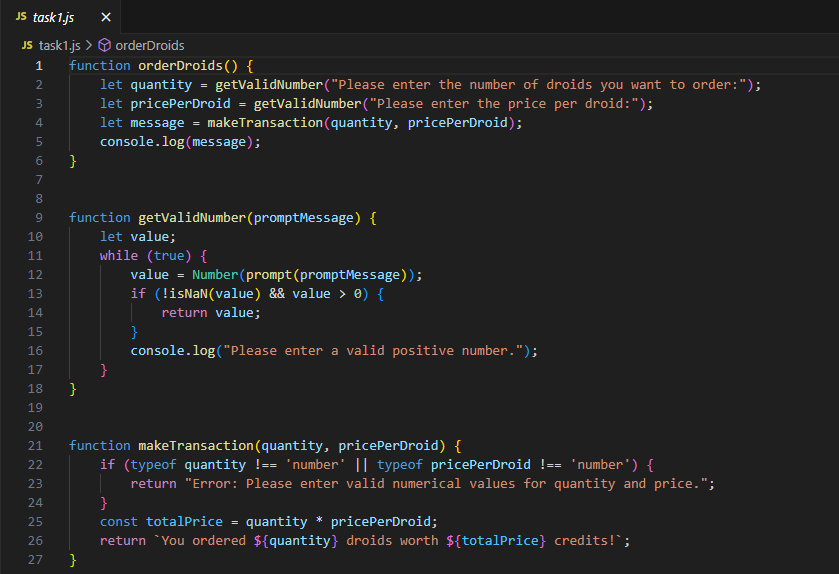 JS task1.js ×
JS task1.js > orderDroids
1 function orderDroids() {
2     let quantity = getValidNumber("Please enter the number of droids you want to order:");
3     let pricePerDroid = getValidNumber("Please enter the price per droid:");
4     let message = makeTransaction(quantity, pricePerDroid);
5     console.log(message);
6 }
7
8
9 function getValidNumber(promptMessage) {
10     let value;
11     while (true) {
12         value = Number(prompt(promptMessage));
13         if (!isNaN(value) && value > 0) {
14             return value;
15         }
16         console.log("Please enter a valid positive number.");
17     }
18 }
19
20
21 function makeTransaction(quantity, pricePerDroid) {
22     if (typeof quantity !== 'number' || typeof pricePerDroid !== 'number') {
23         return "Error: Please enter valid numerical values for quantity and price.";
24     }
25     const totalPrice = quantity * pricePerDroid;
26     return `You ordered ${quantity} droids worth ${totalPrice} credits!`;
27 }